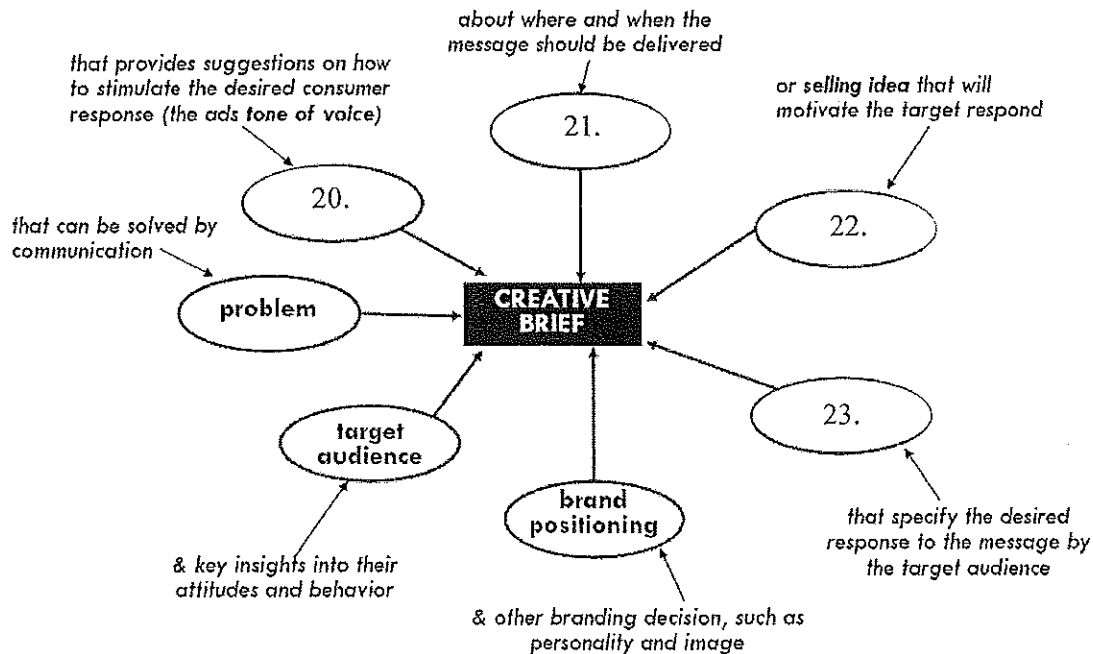 about where and when the
message should be delivered
that provides suggestions on how
to stimulate the desired consumer
response (the ads tone of voice)
or selling idea that will
motivate the target respond
21.
20.
22.
that can be solved by
communication
problem
CREATIVE
BRIEF
23.
target
audience
brand
positioning
that specify the desired
response to the message by
the target audience
& key insights into their
attitudes and behavior
& other branding decision, such as
personality and image